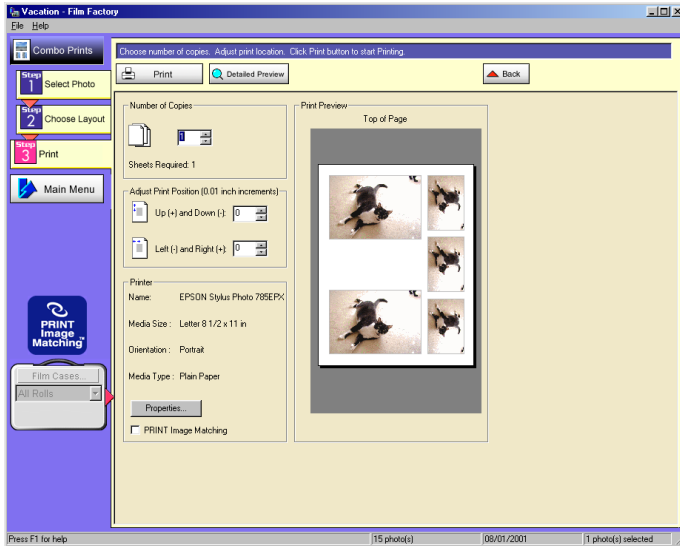 Vacation - Film Factory
File Help
Combo Prints
Step 1 Select Photo
Step 2 Choose Layout
Step 3 Print
Main Menu
PRINT
Image
Matching™
Film Cases...
All Rolls
Choose number of copies. Adjust print location. Click Print button to start Printing.
Print Detailed Preview Back
Number of Copies
1
Sheets Required: 1
Adjust Print Position (0.01 inch increments)
Up (+) and Down (-): 0
Left (-) and Right (+): 0
Printer
Name: EPSON Stylus Photo 785EPX
Media Size : Letter 8 1/2 x 11 in
Orientation : Portrait
Media Type : Plain Paper
Properties...
PRINT Image Matching
Print Preview
Top of Page
Press F1 for help 15 photo(s) 08/01/2001 1 photo(s) selected